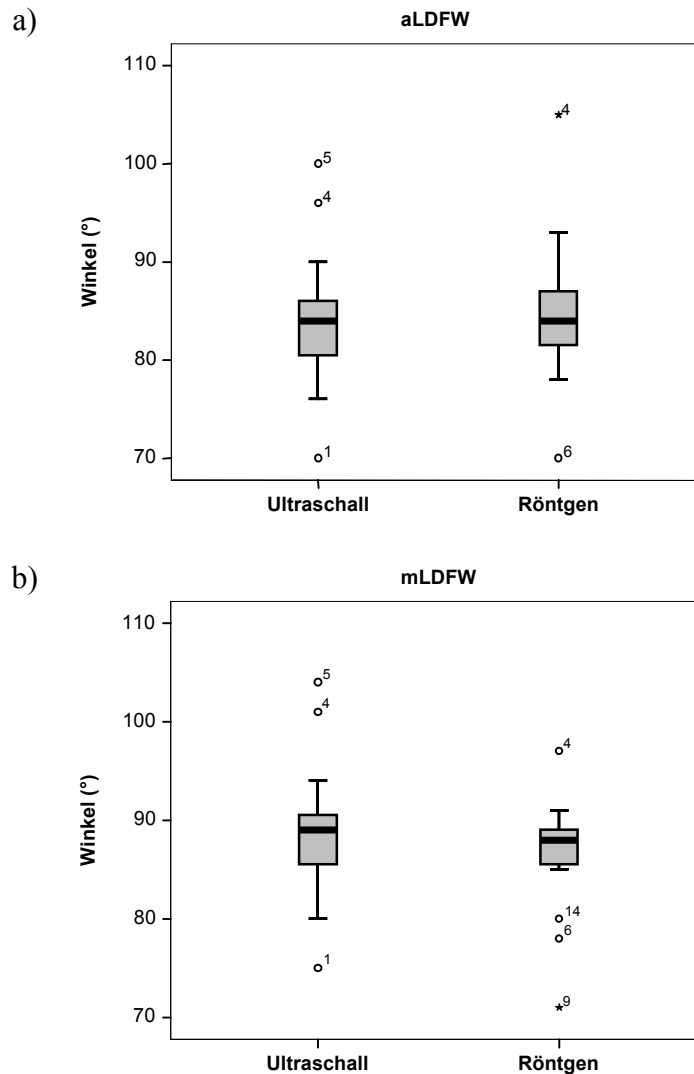 a)
aLDFW
110
100
90
80
70
Winkel (°)
5
4
1
4
6
Ultraschall Röntgen
b)
mLDFW
110
100
90
80
70
Winkel (°)
5
4
1
4
14
6
9
Ultraschall Röntgen